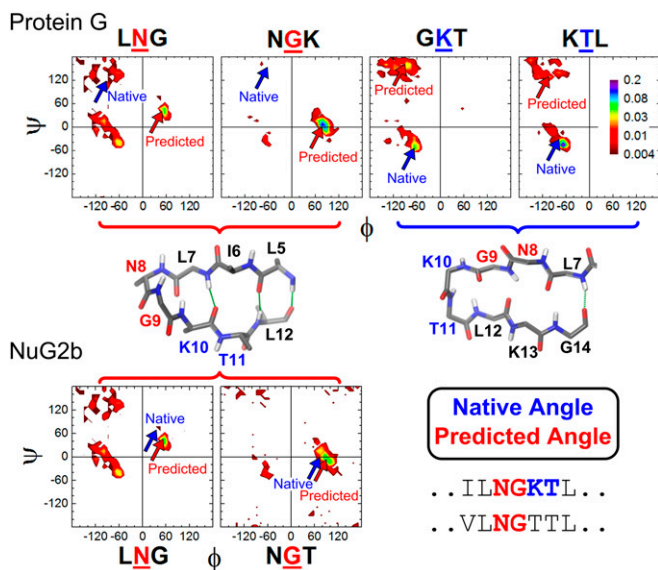 Protein G
LNG NGK GKT KTL
Ψ
120
60
0
-60
-120
Native
Predicted
Native
Predicted
Predicted
Native
Predicted
Native
0.2
0.08
0.03
0.01
0.004
-120 -60 0 60 120
-120 -60 0 60 120
-120 -60 0 60 120
-120 -60 0 60 120
ϕ
N8 L7 I6 L5
G9 K10 T11 L12
K10 G9 N8 L7
T11 L12 K13 G14
NuG2b
Ψ
120
60
0
-60
-120
Native
Predicted
Native
Predicted
-120 -60 0 60 120
-120 -60 0 60 120
LNG ϕ NGT
Native Angle
Predicted Angle
..ILNGKTL..
..VLNGTTL..